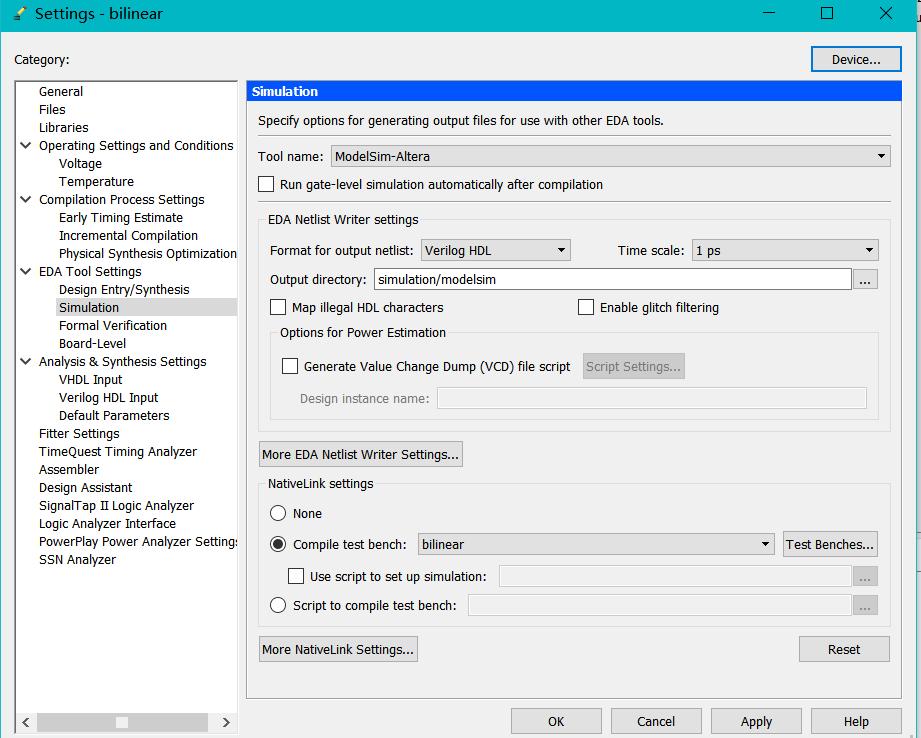 Settings - bilinear
Category:
Device...
General
Files
Libraries
Operating Settings and Conditions
Voltage
Temperature
Compilation Process Settings
Early Timing Estimate
Incremental Compilation
Physical Synthesis Optimization
EDA Tool Settings
Design Entry/Synthesis
Simulation
Formal Verification
Board-Level
Analysis & Synthesis Settings
VHDL Input
Verilog HDL Input
Default Parameters
Fitter Settings
TimeQuest Timing Analyzer
Assembler
Design Assistant
SignalTap II Logic Analyzer
Logic Analyzer Interface
PowerPlay Power Analyzer Settings
SSN Analyzer
Simulation
Specify options for generating output files for use with other EDA tools.
Tool name: ModelSim-Altera
Run gate-level simulation automatically after compilation
EDA Netlist Writer settings
Format for output netlist: Verilog HDL Time scale: 1 ps
Output directory: simulation/modelsim ...
Map illegal HDL characters Enable glitch filtering
Options for Power Estimation
Generate Value Change Dump (VCD) file script Script Settings...
Design instance name:
More EDA Netlist Writer Settings...
NativeLink settings
None
Compile test bench: bilinear Test Benches...
Use script to set up simulation: ...
Script to compile test bench: ...
More NativeLink Settings... Reset
OK Cancel Apply Help